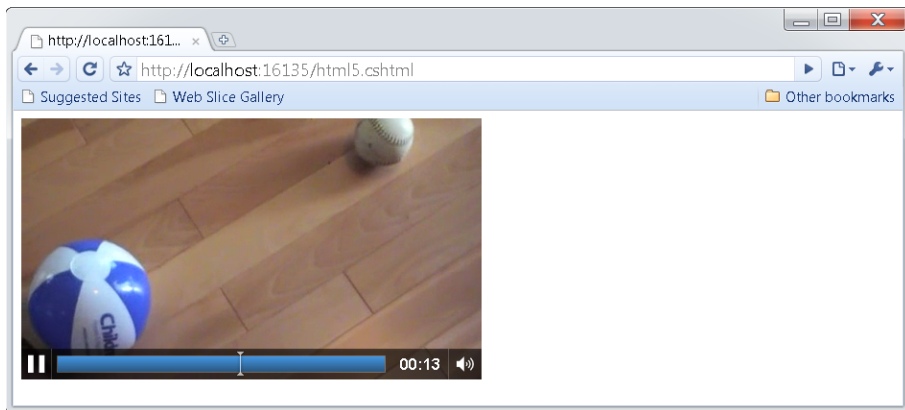 http://localhost:161...
http://localhost:16135/html5.cshtml
Suggested Sites Web Slice Gallery Other bookmarks
00:13